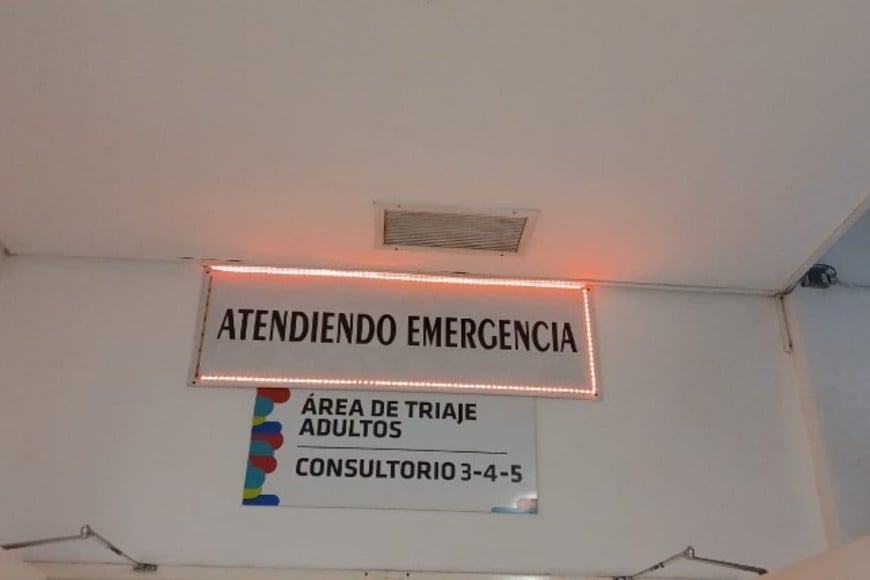 ATENDIENDO EMERGENCIA
ÁREA DE TRIAJE
ADULTOS
CONSULTORIO 3-4-5